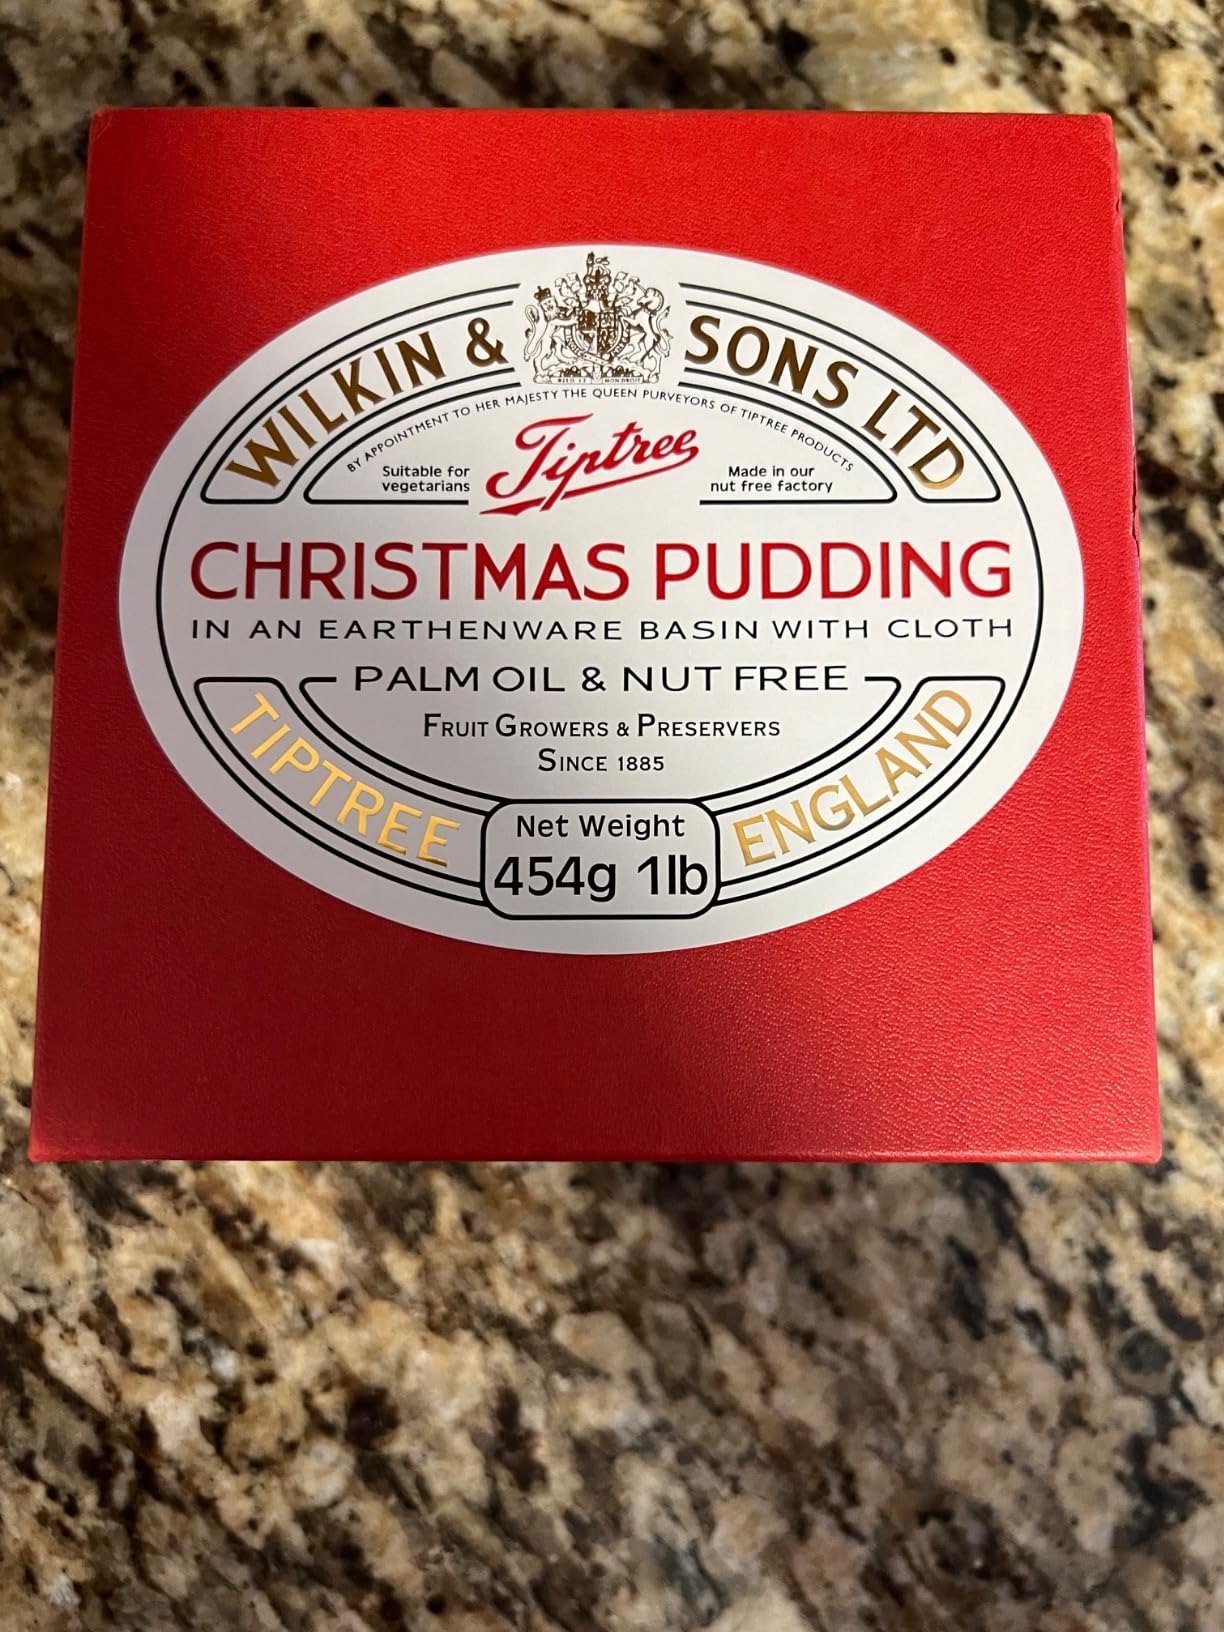 WILKIN & SONS LTD
BY APPOINTMENT TO HER MAJESTY THE QUEEN PURVEYORS OF TIPTREE PRODUCTS
Tiptree
Suitable for
vegetarians
Made in our
nut free factory
CHRISTMAS PUDDING
IN AN EARTHENWARE BASIN WITH CLOTH
PALM OIL & NUT FREE
FRUIT GROWERS & PRESERVERS
SINCE 1885
TIPTREE ENGLAND
Net Weight
454g 1lb